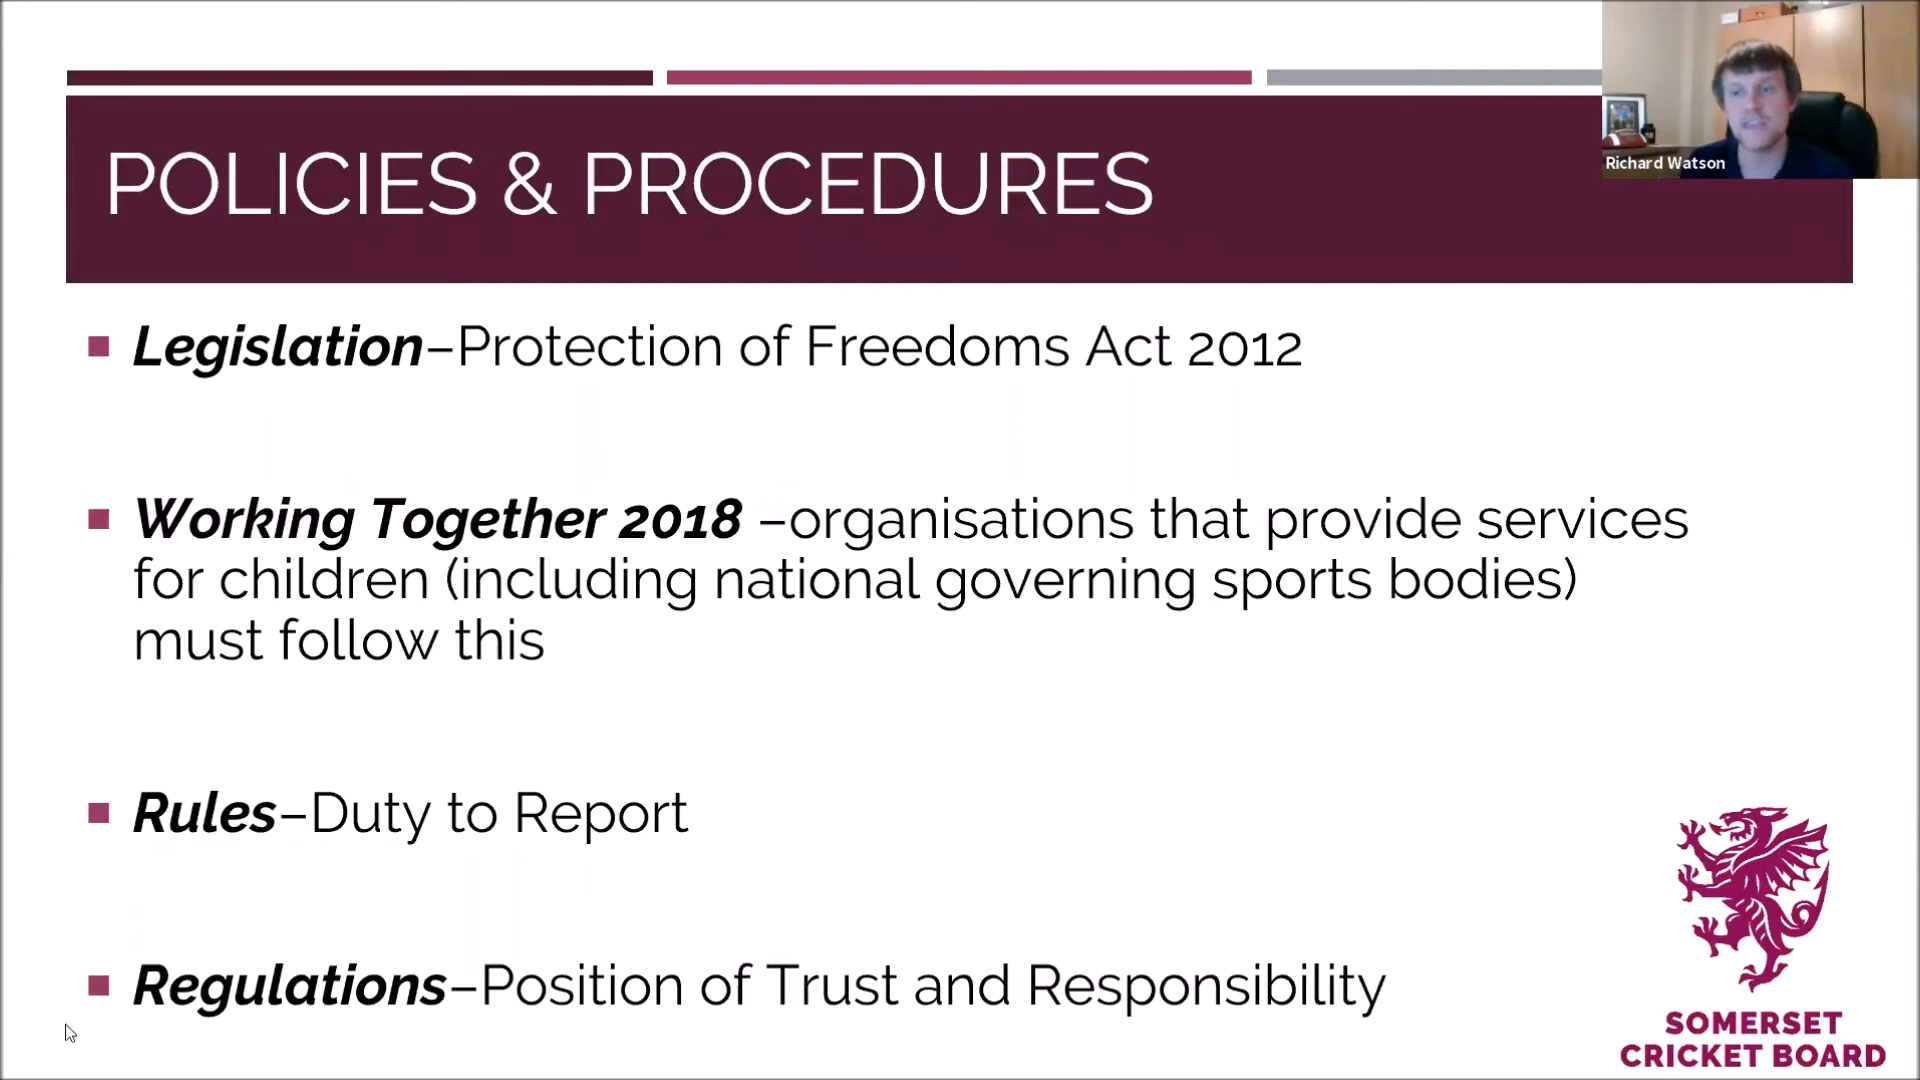 Richard Watson
POLICIES & PROCEDURES
Legislation–Protection of Freedoms Act 2012
Working Together 2018 –organisations that provide services
for children (including national governing sports bodies)
must follow this
Rules–Duty to Report
Regulations–Position of Trust and Responsibility
SOMERSET
CRICKET BOARD